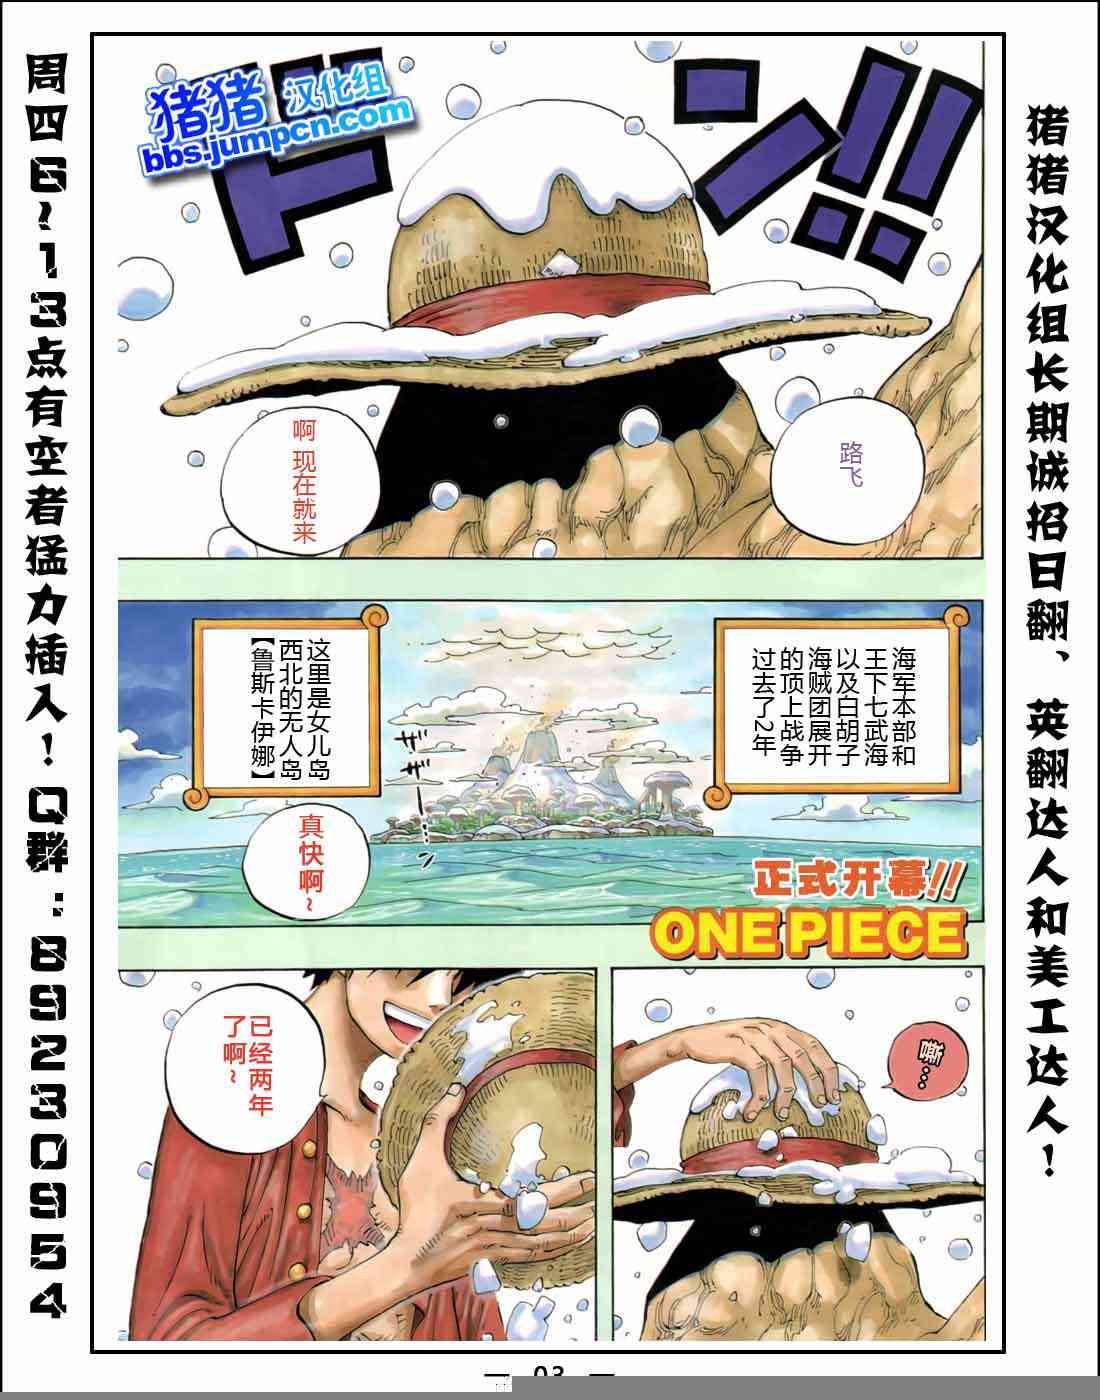 猪猪 汉化组
bbs.jumpcn.com
ドン!!
路飞
啊 现
在
就
来
海军本部和
王下七武海
以及白胡子
海贼团展开
的顶上战争
过去了2年
这里是女儿岛
西北的无人岛
【鲁斯卡伊娜】
ザザ…ン
真
快
啊~
正式开幕!!
ONE PIECE
已经两年
了啊~
周四6~13点有空者猛力插入!Q群:89230954
猪猪汉化组长期诚招日翻、英翻达人和美工达人!
— 03 —